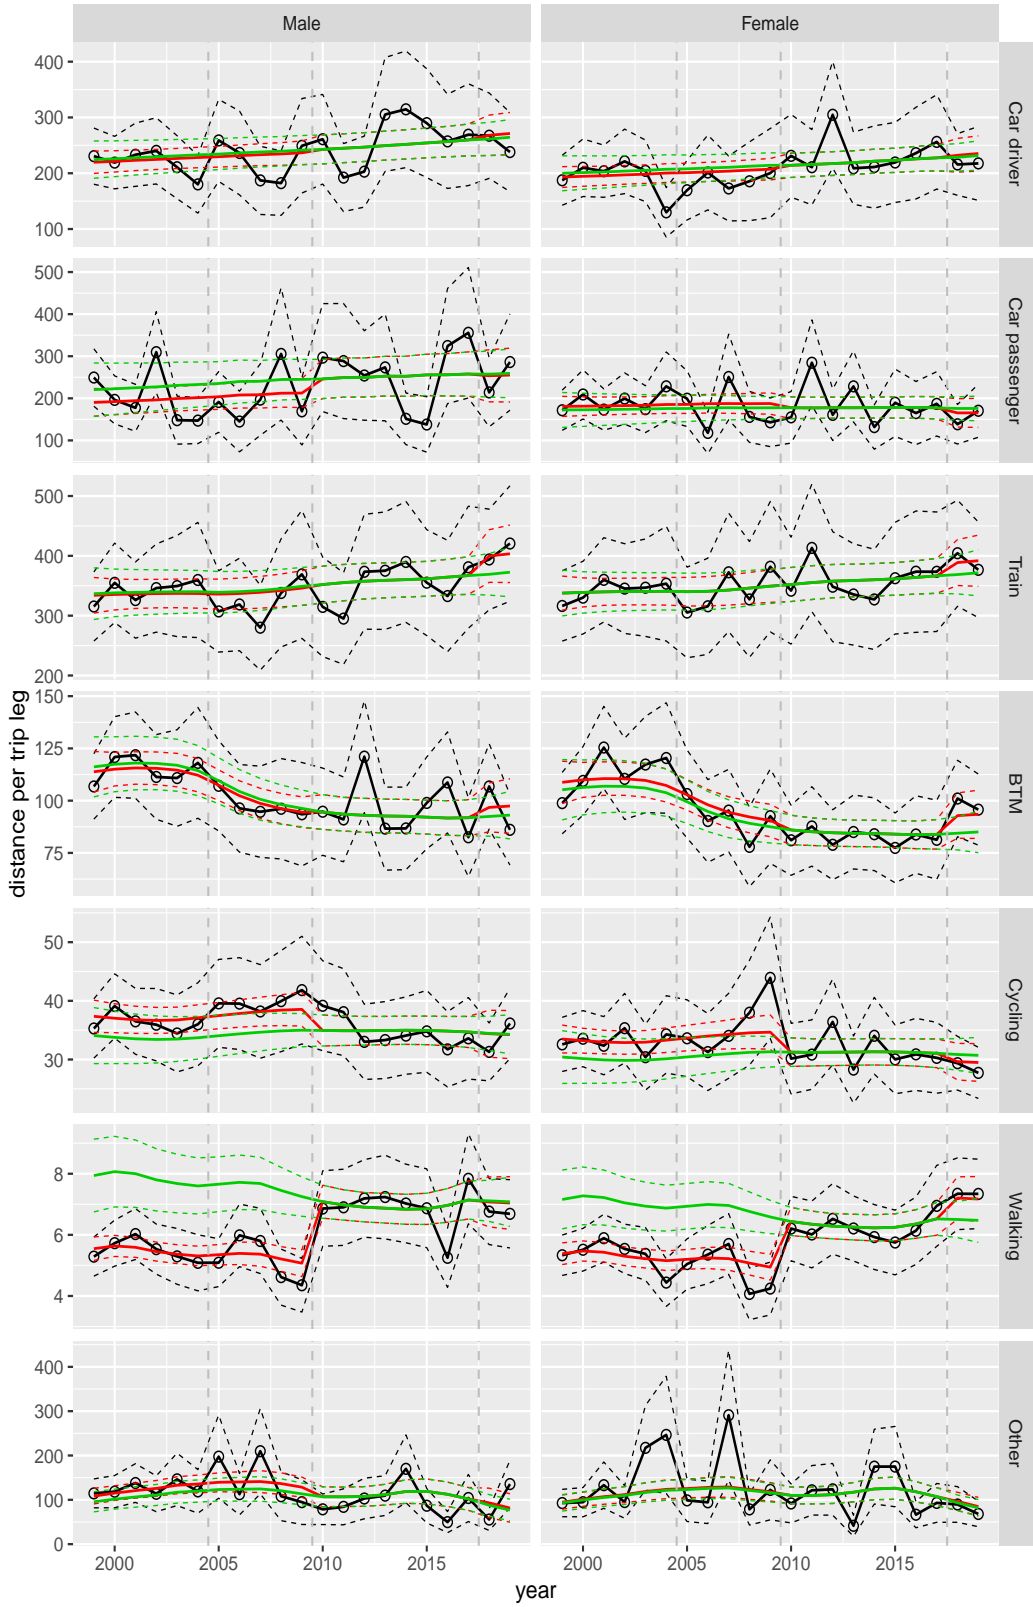 Male Female
400
300
200
100
Car driver
500
400
300
200
100
Car passenger
500
400
300
200
Train
150
125
100
75
BTM
50
40
30
Cycling
8
6
4
Walking
400
300
200
100
0
Other
2000 2005 2010 2015 2000 2005 2010 2015
year
distance per trip leg